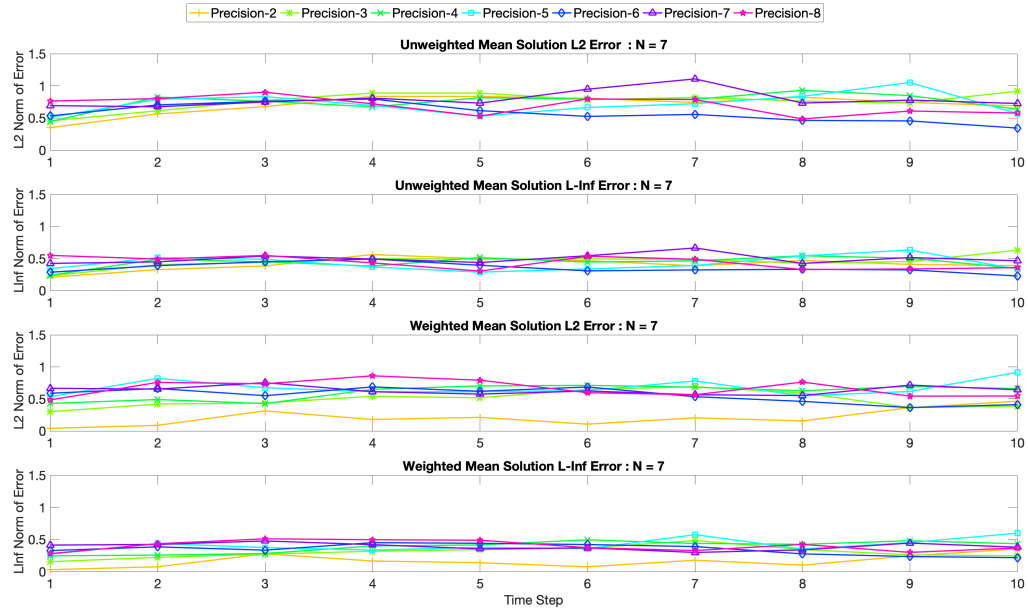 Precision-2 Precision-3 Precision-4 Precision-5 Precision-6 Precision-7 Precision-8
Unweighted Mean Solution L2 Error : N = 7
L2 Norm of Error
1.5
1
0.5
0
1 2 3 4 5 6 7 8 9 10
Unweighted Mean Solution L-Inf Error : N = 7
LInf Norm of Error
1.5
1
0.5
0
1 2 3 4 5 6 7 8 9 10
Weighted Mean Solution L2 Error : N = 7
L2 Norm of Error
1.5
1
0.5
0
1 2 3 4 5 6 7 8 9 10
Weighted Mean Solution L-Inf Error : N = 7
LInf Norm of Error
1.5
1
0.5
0
1 2 3 4 5 6 7 8 9 10
Time Step